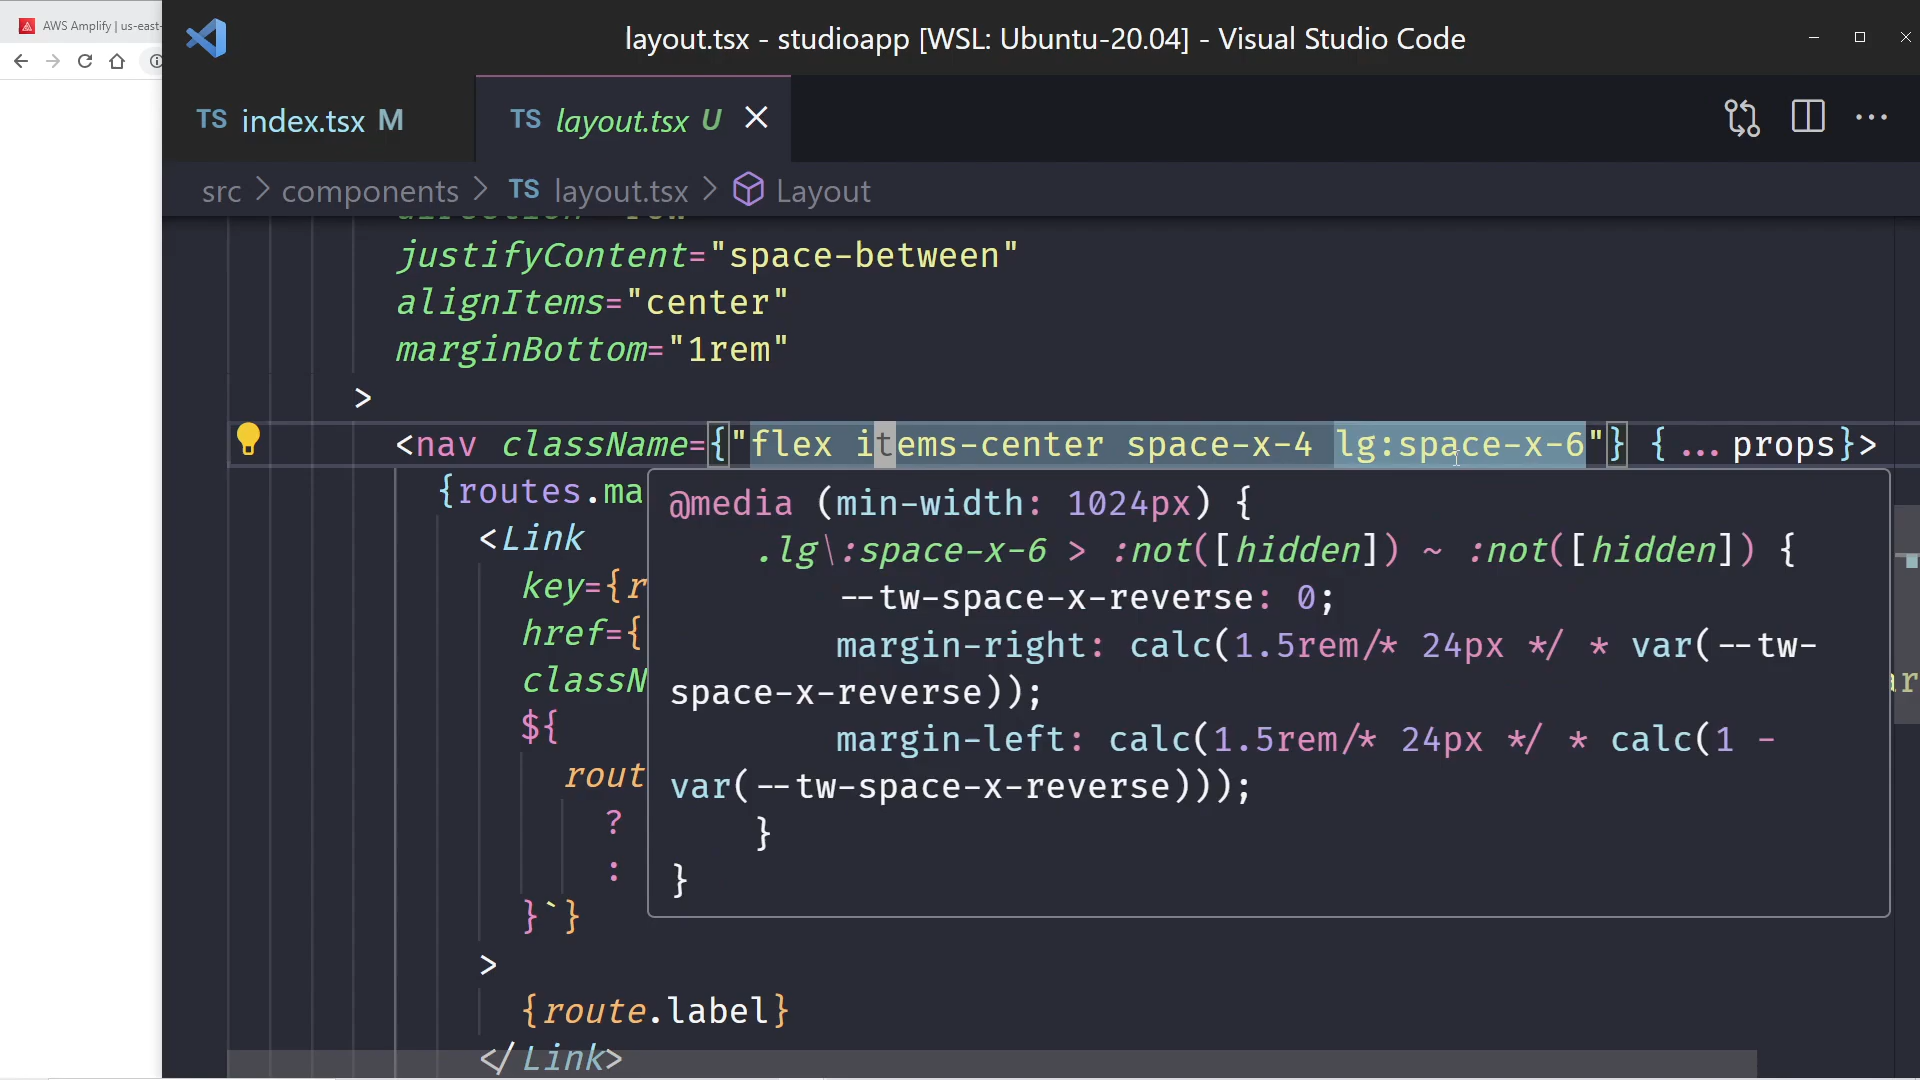 AWS Amplify | us-east-
layout.tsx - studioapp [WSL: Ubuntu-20.04] - Visual Studio Code
TS index.tsx M
TS layout.tsx U
src > components > TS layout.tsx > Layout
justifyContent="space-between"
alignItems="center"
marginBottom="1rem"
>
<nav className={"flex items-center space-x-4 lg:space-x-6"} {...props}>
{routes.ma
<Link
key={r
href={
classN
${
rout
?
:
}`}
>
{route.label}
</Link>
@media (min-width: 1024px) {
.lg\:space-x-6 > :not([hidden]) ~ :not([hidden]) {
--tw-space-x-reverse: 0;
margin-right: calc(1.5rem/* 24px */ * var(--tw-
space-x-reverse));
margin-left: calc(1.5rem/* 24px */ * calc(1 -
var(--tw-space-x-reverse)));
}
}